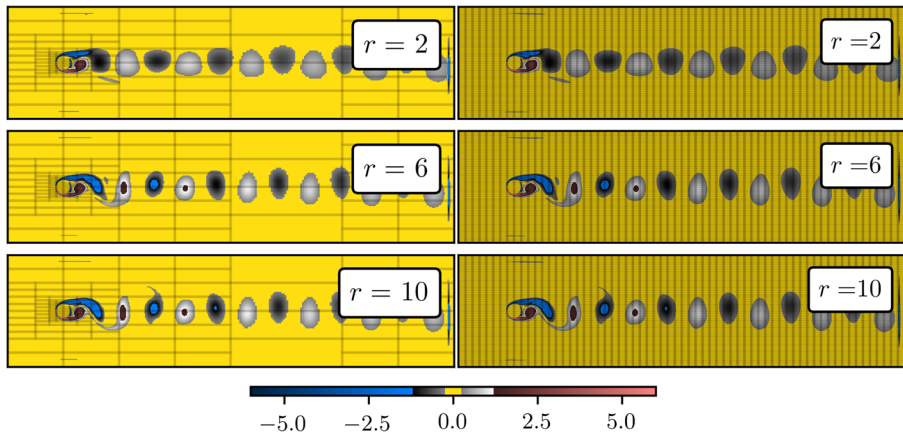 r = 2
r =2
r = 6
r =6
r = 10
r =10
−5.0 −2.5 0.0 2.5 5.0